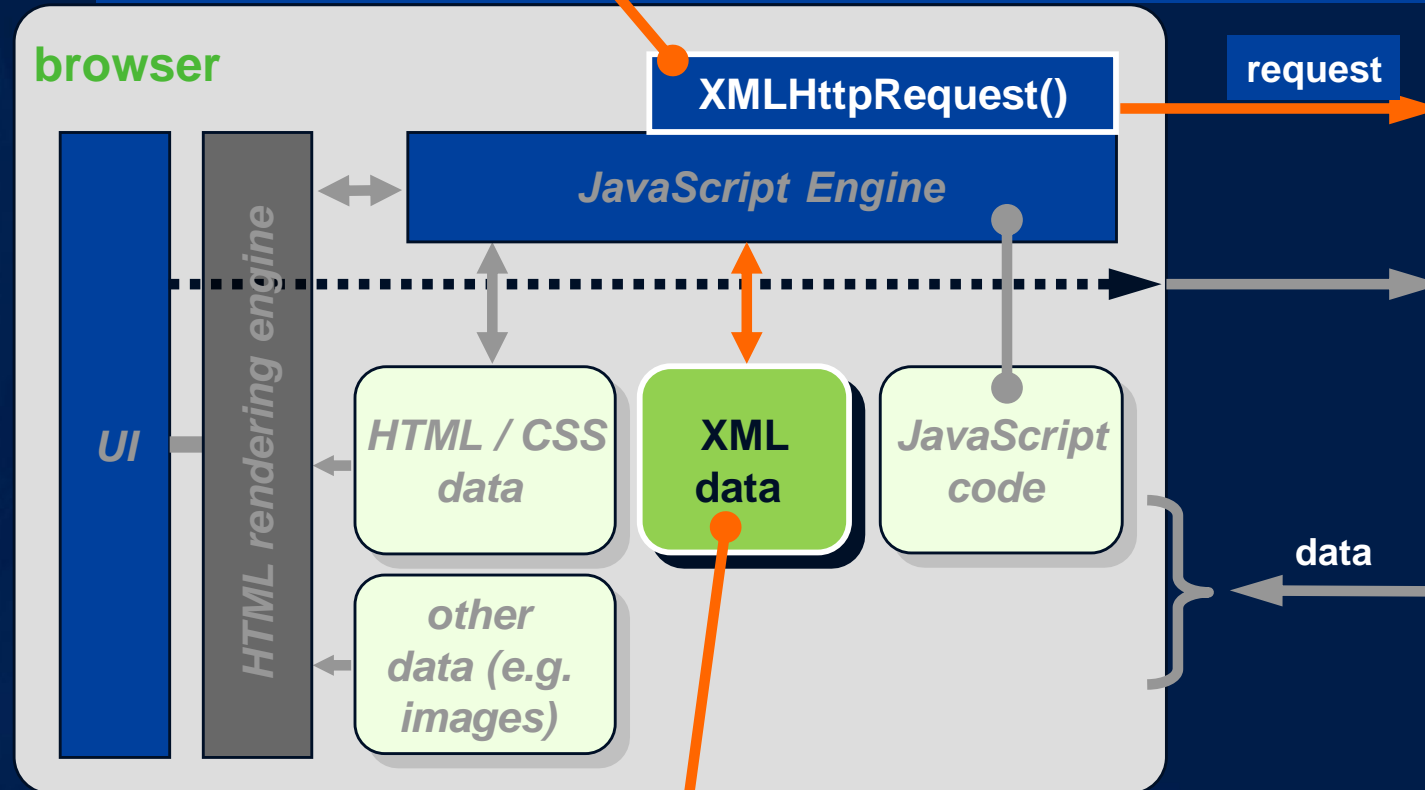 browser
XMLHttpRequest()
request
JavaScript Engine
UI
HTML rendering engine
HTML / CSS
data
XML
data
JavaScript
code
data
other
data (e.g.
images)